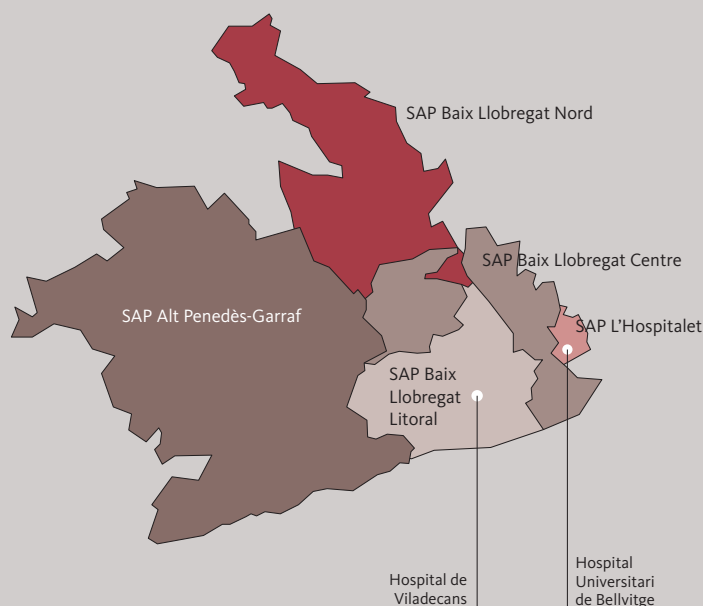 SAP Baix Llobregat Nord
SAP Baix Llobregat Centre
SAP Alt Penedès-Garraf
SAP L'Hospitalet
SAP Baix
Llobregat
Litoral
Hospital de
Viladecans
Hospital
Universitari
de Bellvitge